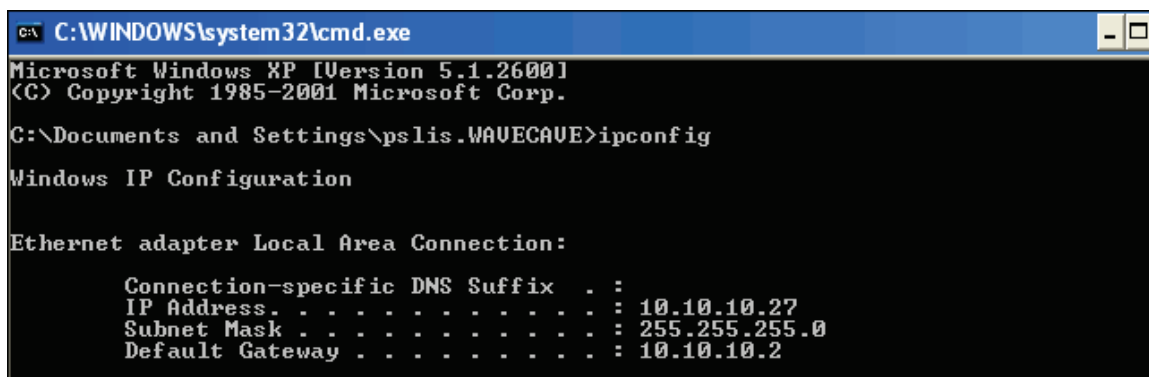 C:\WINDOWS\system32\cmd.exe
Microsoft Windows XP [Version 5.1.2600]
(C) Copyright 1985-2001 Microsoft Corp.
C:\Documents and Settings\pslis.WAVECAVE>ipconfig
Windows IP Configuration
Ethernet adapter Local Area Connection:
Connection-specific DNS Suffix . :
IP Address. . . . . . . . . . . . : 10.10.10.27
Subnet Mask . . . . . . . . . . . : 255.255.255.0
Default Gateway . . . . . . . . . : 10.10.10.2